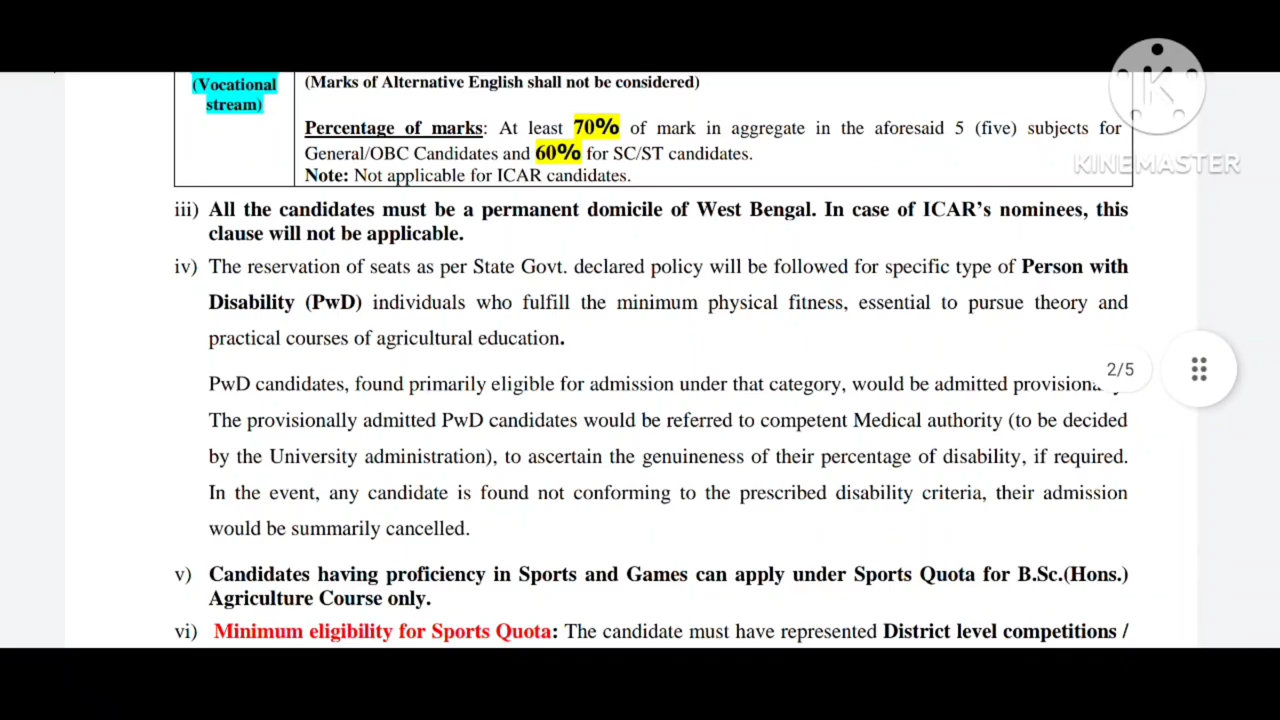 (Vocational
stream)
(Marks of Alternative English shall not be considered)
Percentage of marks: At least 70% of mark in aggregate in the aforesaid 5 (five) subjects for
General/OBC Candidates and 60% for SC/ST candidates.
Note: Not applicable for ICAR candidates.
KINEMASTER
iii) All the candidates must be a permanent domicile of West Bengal. In case of ICAR's nominees, this
clause will not be applicable.
iv) The reservation of seats as per State Govt. declared policy will be followed for specific type of Person with
Disability (PwD) individuals who fulfill the minimum physical fitness, essential to pursue theory and
practical courses of agricultural education.
2/5
PwD candidates, found primarily eligible for admission under that category, would be admitted
The provisionally admitted PwD candidates would be referred to competent Medical authority (to be decided
by the University administration), to ascertain the genuineness of their percentage of disability, if required.
In the event, any candidate is found not conforming to the prescribed disability criteria, their admission
would be summarily cancelled.
v) Candidates having proficiency in Sports and Games can apply under Sports Quota for B.Sc.(Hons.)
Agriculture Course only.
vi) Minimum eligibility for Sports Quota: The candidate must have represented District level competitions /